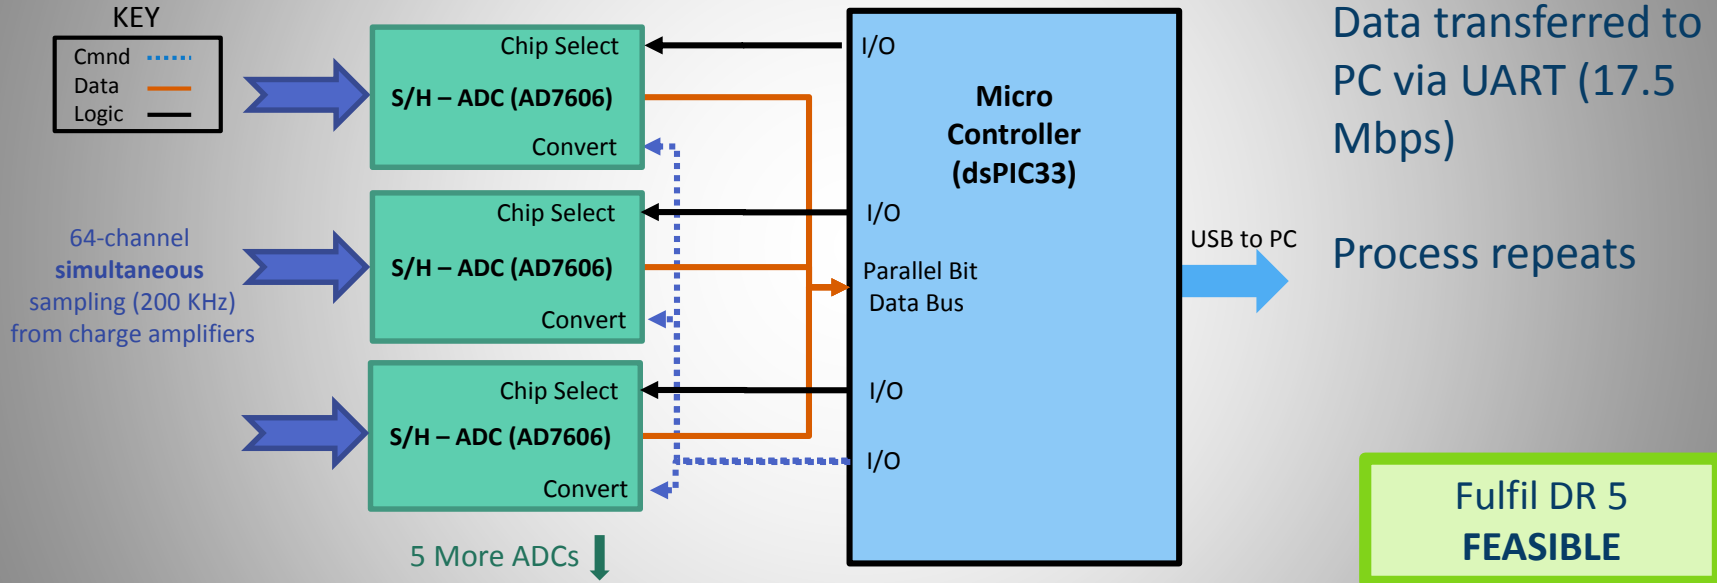 KEY
Cmnd
Data
Logic
64-channel
simultaneous
sampling (200 KHz)
from charge amplifiers
Chip Select
S/H – ADC (AD7606)
Convert
Chip Select
S/H – ADC (AD7606)
Convert
Chip Select
S/H – ADC (AD7606)
Convert
5 More ADCs
I/O
Micro
Controller
(dsPIC33)
I/O
Parallel Bit
Data Bus
I/O
I/O
USB to PC
Data transferred to
PC via UART (17.5
Mbps)
Process repeats
Fulfil DR 5
FEASIBLE